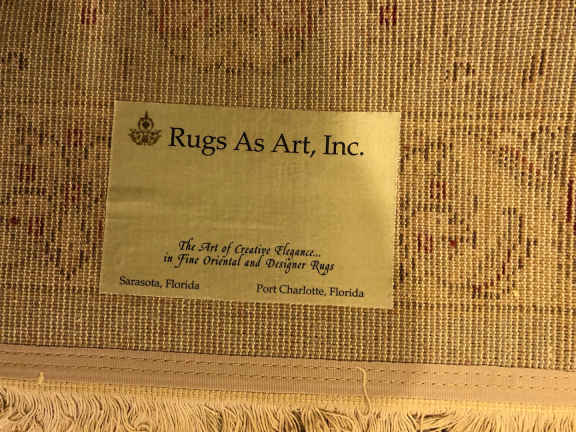 Rugs As Art, Inc.
The Art of Creative Elegance...
in Fine Oriental and Designer Rugs
Sarasota, Florida
Port Charlotte, Florida